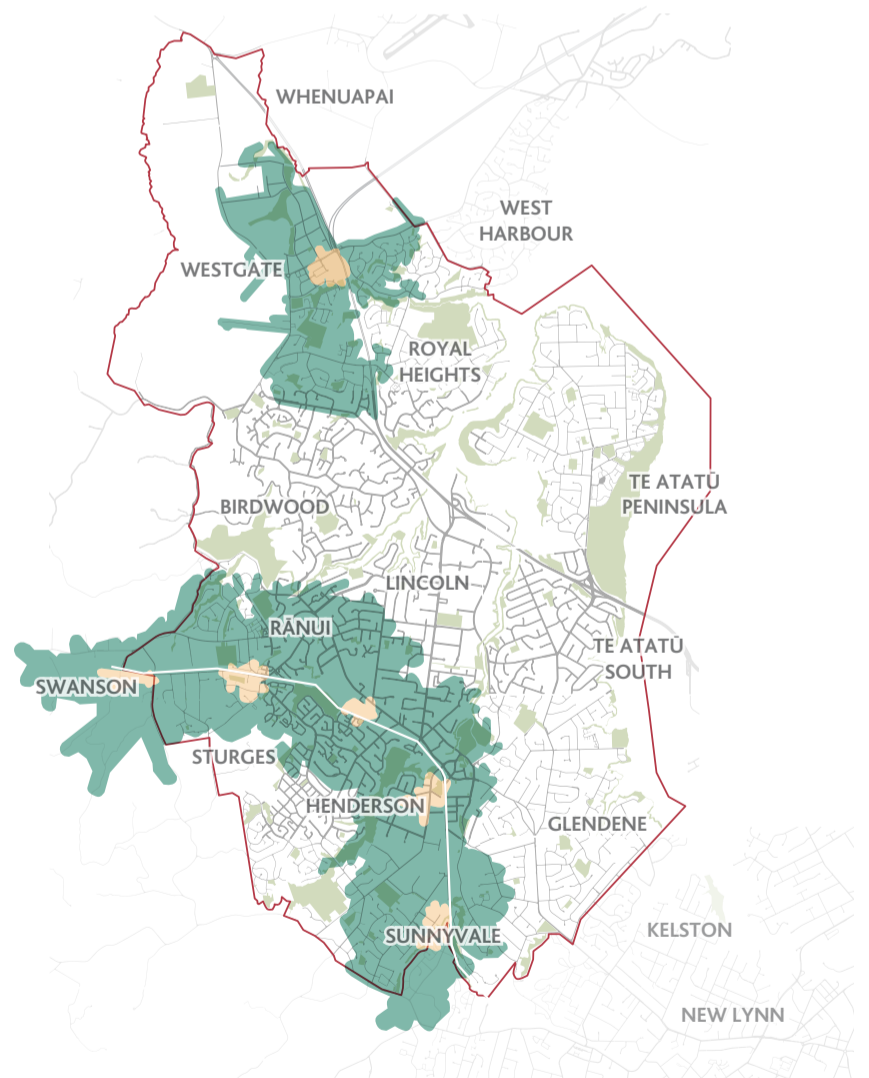 WHENUAPAI
WEST
HARBOUR
WESTGATE
ROYAL
HEIGHTS
TE ATATŪ
PENINSULA
BIRDWOOD
LINCOLN
RĀNUI
TE ATATŪ
SOUTH
SWANSON
STURGES
HENDERSON
GLENDENE
KELSTON
SUNNYVALE
NEW LYNN